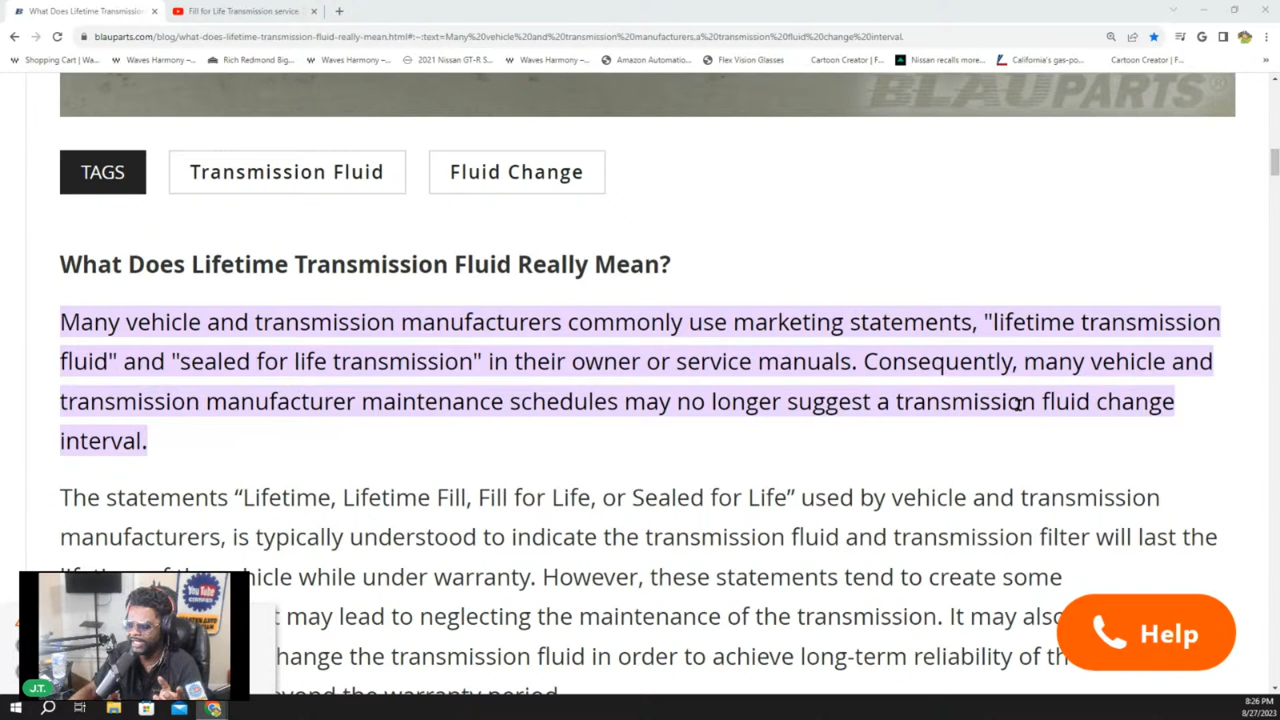 What Does Lifetime Transmissio
Fill for Life Transmission service
blauparts.com/blog/what-does-lifetime-transmission-fluid-really-mean.html#:~:text=Many%20vehicle%20and%20transmission%20manufacturers,a%20transmission%20fluid%20change%20interval.
Shopping Cart | Wa... Waves Harmony –... Rich Redmond Big... Waves Harmony –... 2021 Nissan GT-R S... Waves Harmony –... Amazon Automatio... Flex Vision Glasses Cartoon Creator | F... Nissan recalls more... California's gas-po... Cartoon Creator | F...
BLAUPARTS
TAGS Transmission Fluid Fluid Change
What Does Lifetime Transmission Fluid Really Mean?
Many vehicle and transmission manufacturers commonly use marketing statements, "lifetime transmission
fluid" and "sealed for life transmission" in their owner or service manuals. Consequently, many vehicle and
transmission manufacturer maintenance schedules may no longer suggest a transmission fluid change
interval.
The statements “Lifetime, Lifetime Fill, Fill for Life, or Sealed for Life” used by vehicle and transmission
manufacturers, is typically understood to indicate the transmission fluid and transmission filter will last the
vehicle while under warranty. However, these statements tend to create some
may lead to neglecting the maintenance of the transmission. It may also
hange the transmission fluid in order to achieve long-term reliability of
beyond the warranty period.
Help
YouTube
J.T.
8:26 PM
8/27/2023